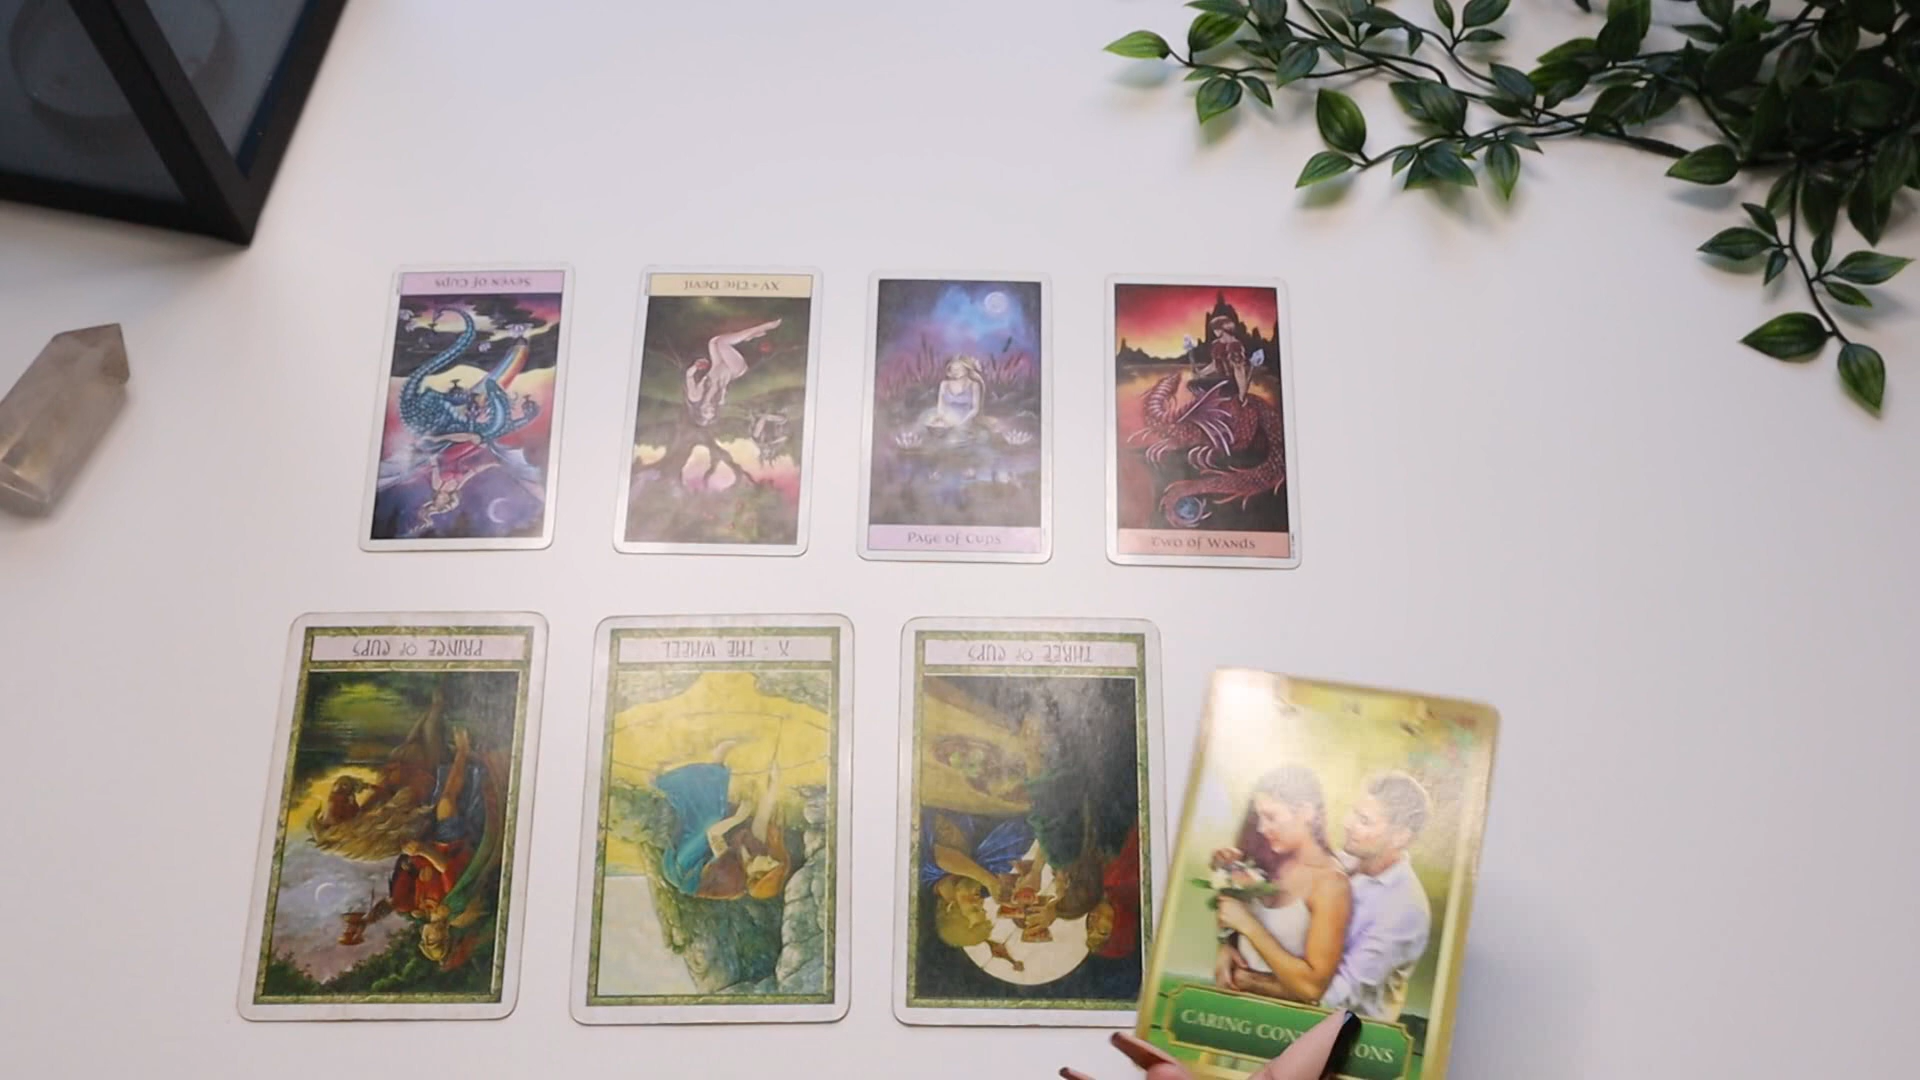 Seven of Cups
XV • The Devil
Page of Cups
Two of Wands
PRINCE OF CUPS
X • THE WHEEL
THREE OF CUPS
CARING